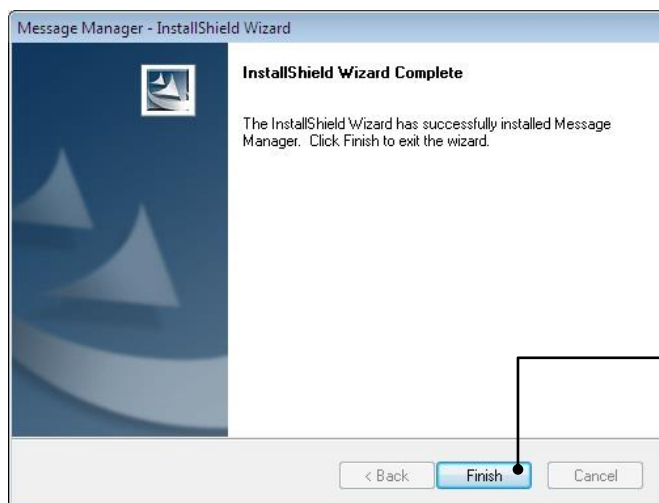 Message Manager - InstallShield Wizard
InstallShield Wizard Complete
The InstallShield Wizard has successfully installed Message
Manager. Click Finish to exit the wizard.
< Back Finish Cancel